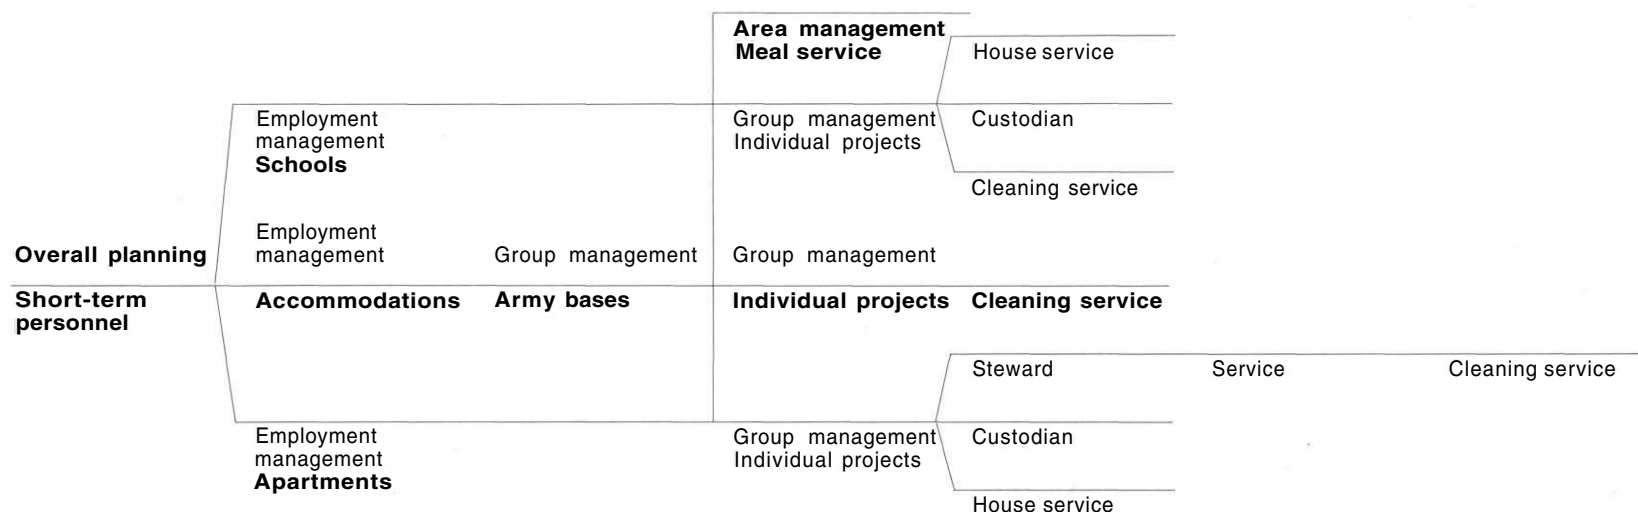 Area management
Meal service
House service
Employment
management
Schools
Group management
Individual projects
Custodian
Cleaning service
Overall planning
Employment
management
Group management
Group management
Short-term
personnel
Accommodations
Army bases
Individual projects
Cleaning service
Steward
Service
Cleaning service
Employment
management
Apartments
Group management
Individual projects
Custodian
House service